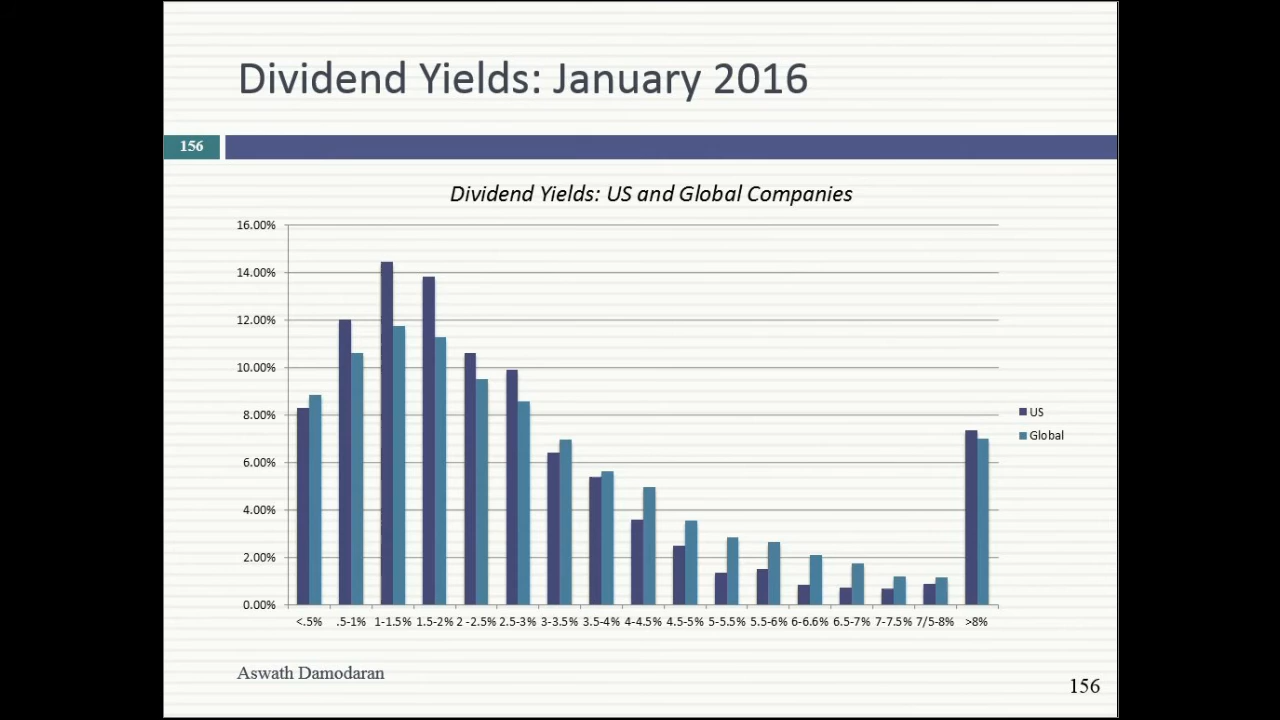 Dividend Yields: January 2016
156
Dividend Yields: US and Global Companies
16.00%
14.00%
12.00%
10.00%
8.00%
6.00%
4.00%
2.00%
0.00%
US
Global
<.5% .5-1% 1-1.5% 1.5-2% 2 -2.5% 2.5-3% 3-3.5% 3.5-4% 4-4.5% 4.5-5% 5-5.5% 5.5-6% 6-6.6% 6.5-7% 7-7.5% 7/5-8% >8%
Aswath Damodaran
156